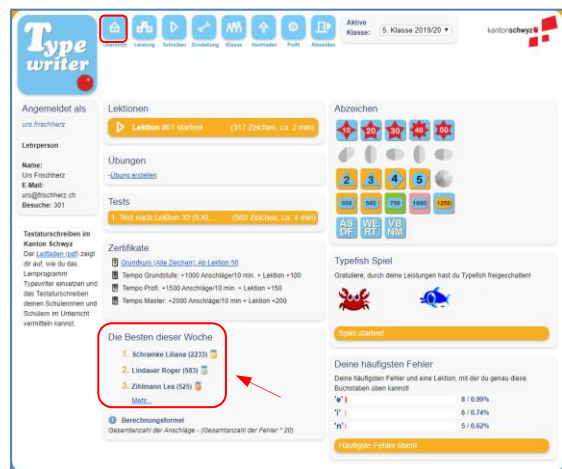 Type
writer
Übersicht
Leistung
Schreiben
Einstellung
Klasse
Hochladen
Profil
Abmelden
Aktive
Klasse:
5. Klasse 2019/20
kantonschwyz
Angemeldet als
urs.frischherz
Lehrperson
Name:
Urs Frischherz
E-Mail:
urs@frischherz.ch
Besuche: 301
Tastaturschreiben im
Kanton Schwyz
Der Leitfaden (pdf) zeigt
dir auf, wie du das
Lernprogramm
Typewriter einsetzen und
das Tastaturschreiben
deinen Schülerinnen und
Schülern im Unterricht
vermitteln kannst.
Lektionen
Lektion #61 starten! (317 Zeichen, ca. 2 min)
Übungen
-Übung erstellen
Tests
1. Test nach Lektion 32 (5.Kl... (560 Zeichen, ca. 4 min)
Zertifikate
Grundkurs (Alle Zeichen): Ab Lektion 50
Tempo Grundstufe: +1000 Anschläge/10 min. + Lektion +100
Tempo Profi: +1500 Anschläge/10 min. + Lektion +150
Tempo Master: +2000 Anschläge/10 min + Lektion +200
Die Besten dieser Woche
1. Schramke Liliana (2233)
2. Lindauer Roger (583)
3. Zihlmann Lea (525)
Mehr...
Berechnungsformel
Gesamtanzahl der Anschläge - (Gesamtanzahl der Fehler * 20)
Abzeichen
10 20 30 40 50
2 3 4 5
350 500 750 1000 1250
AS DF WE RT VB NM
Typefish Spiel
Gratuliere, durch deine Leistungen hast du Typefish freigeschaltet!
Spiel starten!
Deine häufigsten Fehler
Deine häufigsten Fehler und eine Lektion, mit der du genau diese
Buchstaben üben kannst!
'e' 8 / 0.99%
'i' 6 / 0.74%
'n' 5 / 0.62%
Häufigste Fehler üben!